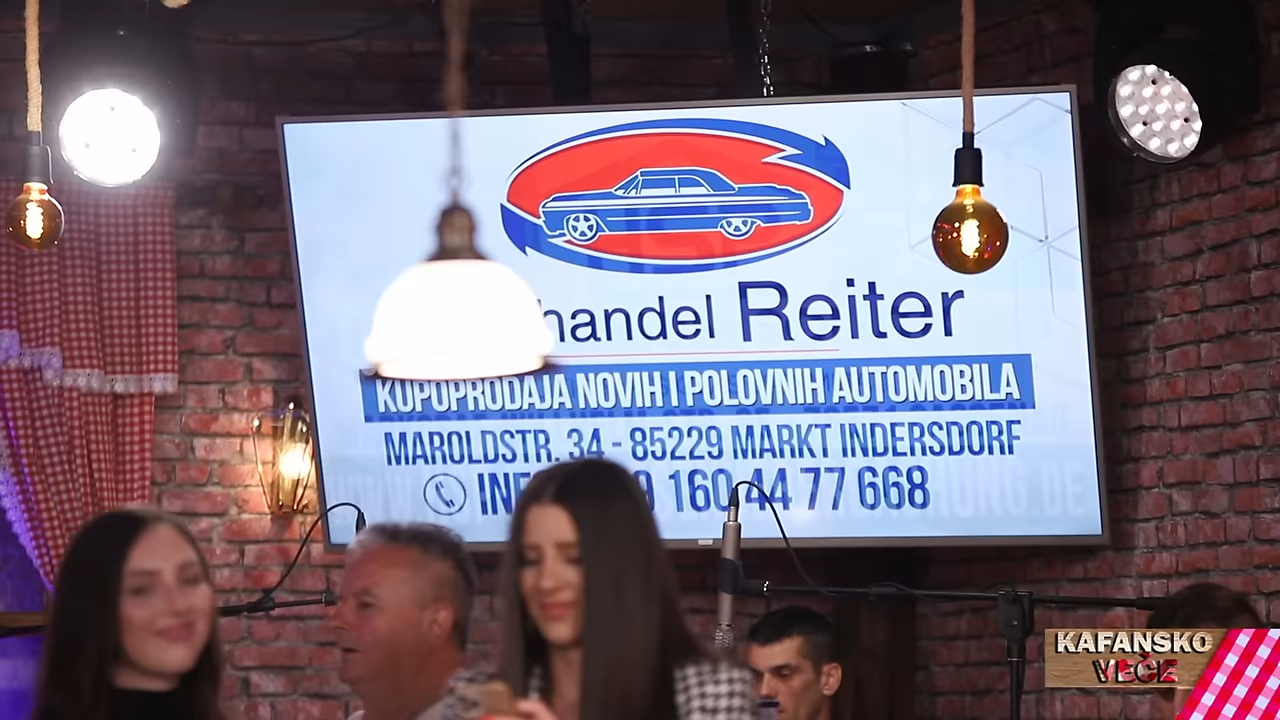 handel Reiter
KUPOPRODAJA NOVIH I POLOVNIH AUTOMOBILA
MAROLDSTR. 34 - 85229 MARKT INDERSDORF
160 44 77 668
KAFANSKO
VEČE